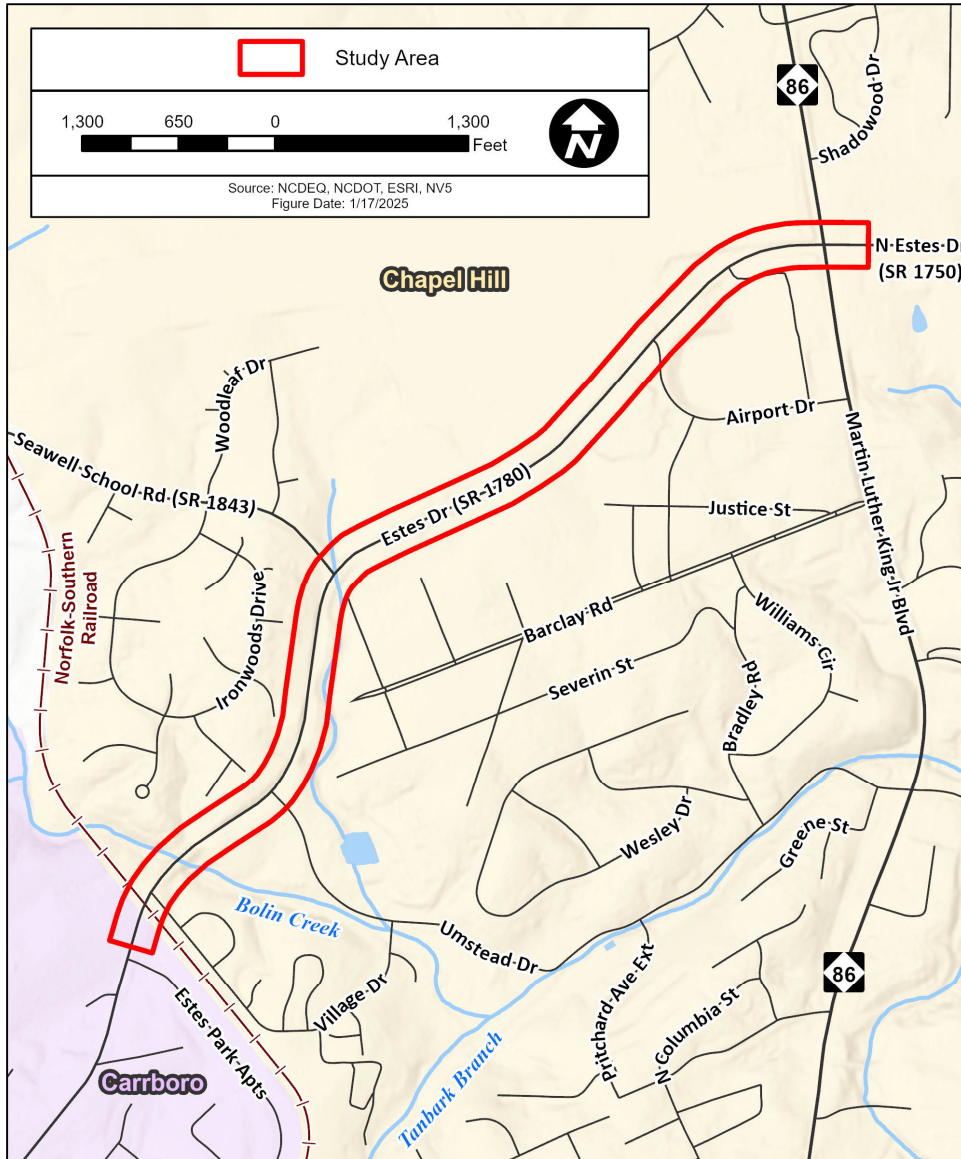 Study Area
1,300 650 0 1,300
Feet
N
Source: NCDEQ, NCDOT, ESRI, NV5
Figure Date: 1/17/2025
86
Shadowood Dr
N Estes Dr
(SR 1750)
Chapel Hill
Woodleaf Dr
Airport Dr
Seawell School Rd (SR 1843)
Estes Dr (SR-1780)
Martin Luther King Jr Blvd
Justice St
Norfolk-Southern
Railroad
Ironwoods Drive
Barclay Rd
Williams Cir
Severin St
Bradley Rd
Wesley Dr
Greene St
Bolin Creek
Umstead Dr
Pritchard Ave Ext
86
Village Dr
N Columbia St
Estes Park Apts
Carrboro
Tanbark Branch